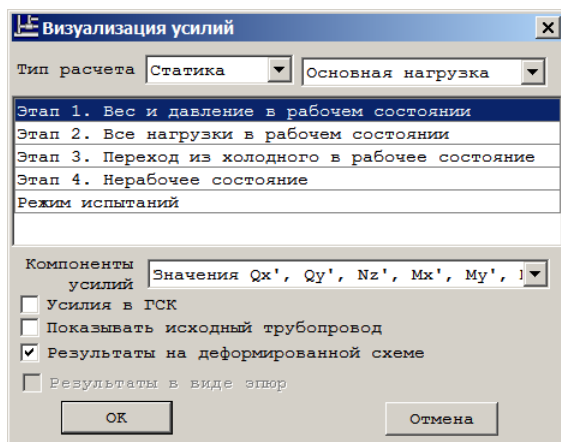 Визуализация усилий
Тип расчета Статика Основная нагрузка
Этап 1. Вес и давление в рабочем состоянии
Этап 2. Все нагрузки в рабочем состоянии
Этап 3. Переход из холодного в рабочее состояние
Этап 4. Нерабочее состояние
Режим испытаний
Компоненты усилий
Значения Qx', Qy', Nz', Mx', My',
Усилия в ГСК
Показывать исходный трубопровод
Результаты на деформированной схеме
Результаты в виде эпюр
OK Отмена